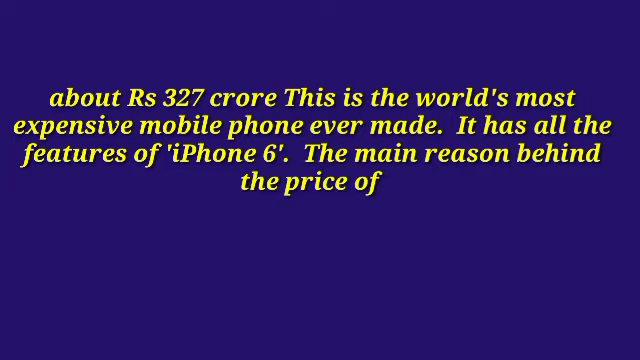 about Rs 327 crore This is the world's most
expensive mobile phone ever made.  It has all the
features of 'iPhone 6'.  The main reason behind
the price of